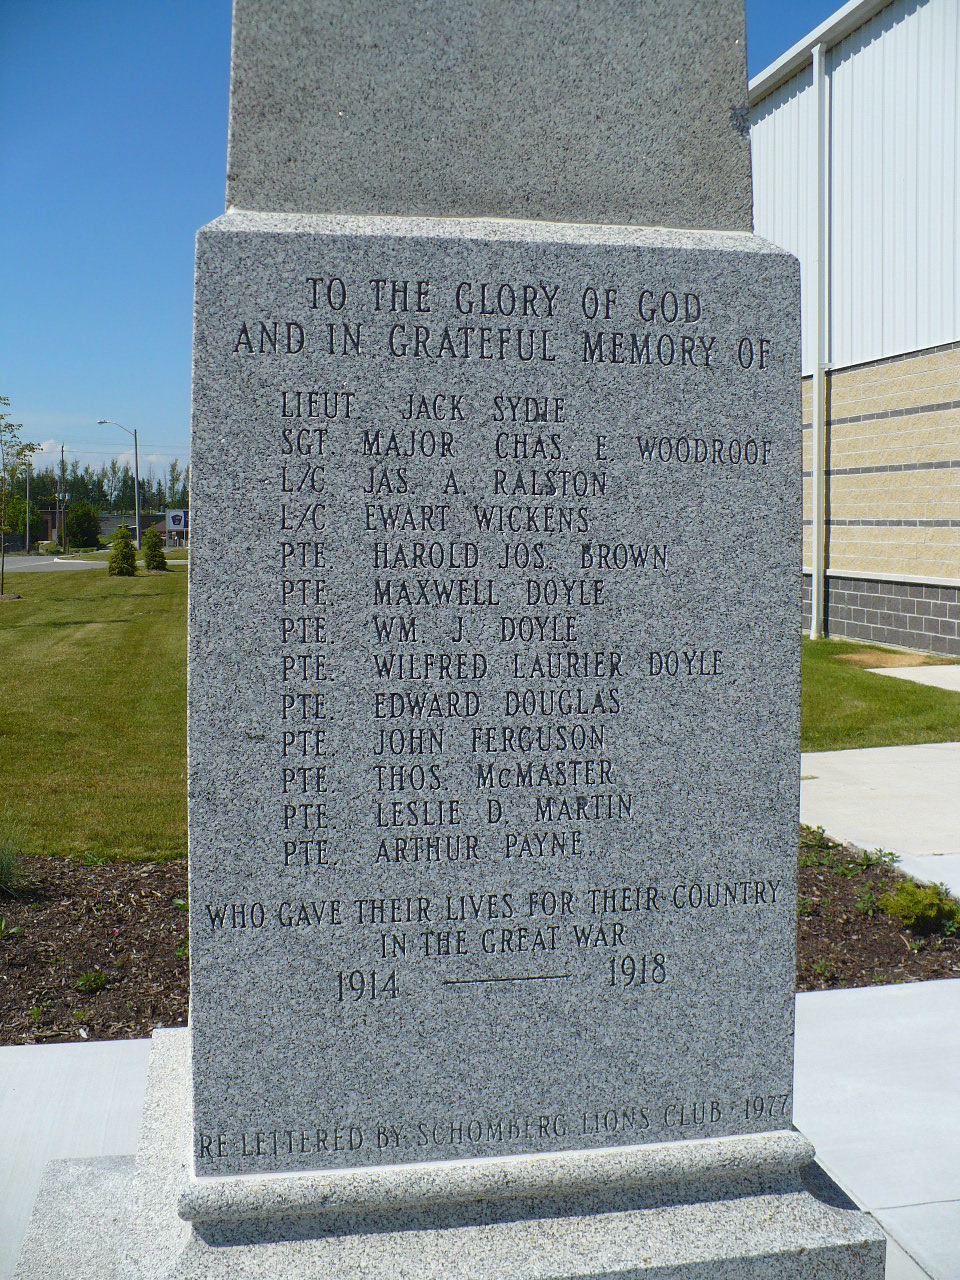 TO THE GLORY OF GOD
AND IN GRATEFUL MEMORY OF
LIEUT JACK SYDIE
SGT. MAJOR CHAS. E. WOODROOF
L/C JAS. A. RALSTON
L/C EWART WICKENS
PTE. HAROLD JOS. BROWN
PTE. MAXWELL DOYLE
PTE. WM. J. DOYLE
PTE. WILFRED LAURIER DOYLE
PTE. EDWARD DOUGLAS
PTE. JOHN FERGUSON
PTE. THOS. MCMASTER
PTE. LESLIE D. MARTIN
PTE. ARTHUR PAYNE
WHO GAVE THEIR LIVES FOR THEIR COUNTRY
IN THE GREAT WAR
1914 — 1918
RE-LETTERED BY SCHOMBERG LIONS CLUB 1977